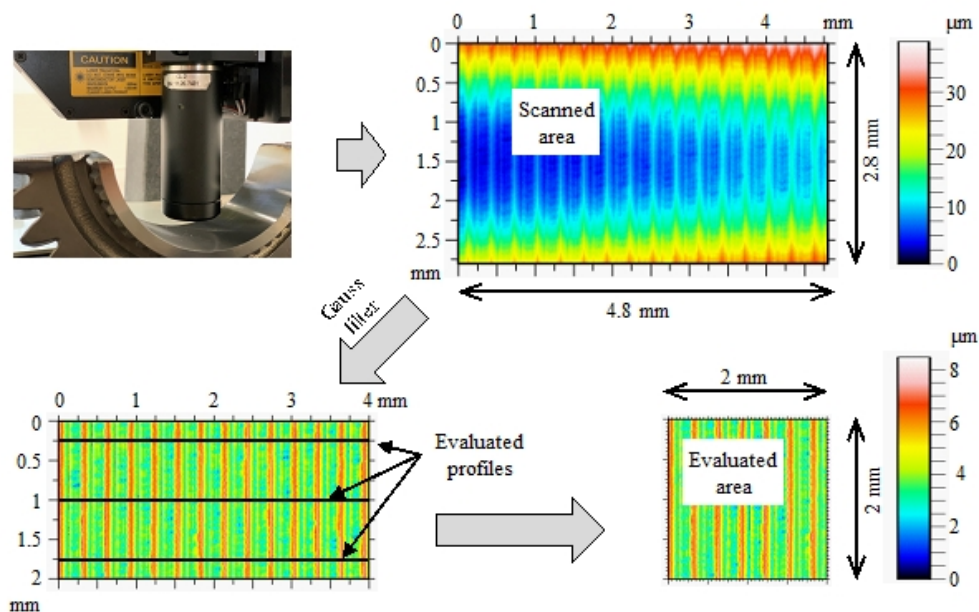 CAUTION
0 1 2 3 4 mm
0
0.5
1
1.5
2
2.5
mm
Scanned
area
2.8 mm
4.8 mm
µm
30
20
10
0
Gauss
filter
0 1 2 3 4 mm
0
0.5
1
1.5
2
mm
Evaluated
profiles
2 mm
Evaluated
area
2 mm
µm
8
6
4
2
0